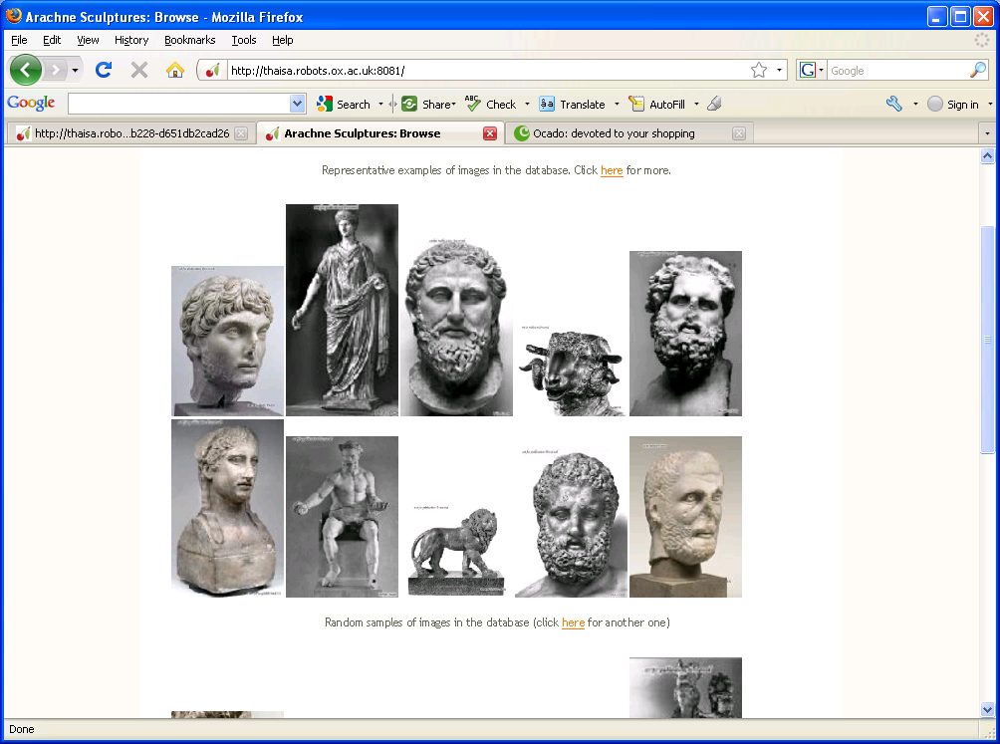 Arachne Sculptures: Browse - Mozilla Firefox
File Edit View History Bookmarks Tools Help
http://thaisa.robots.ox.ac.uk:8081/
G Google
Google Search Share ABC Check āa Translate AutoFill Sign in
http://thaisa.robo...b228-d651db2cad26 Arachne Sculptures: Browse Ocado: devoted to your shopping
Representative examples of images in the database. Click here for more.
Random samples of images in the database (click here for another one)
Done